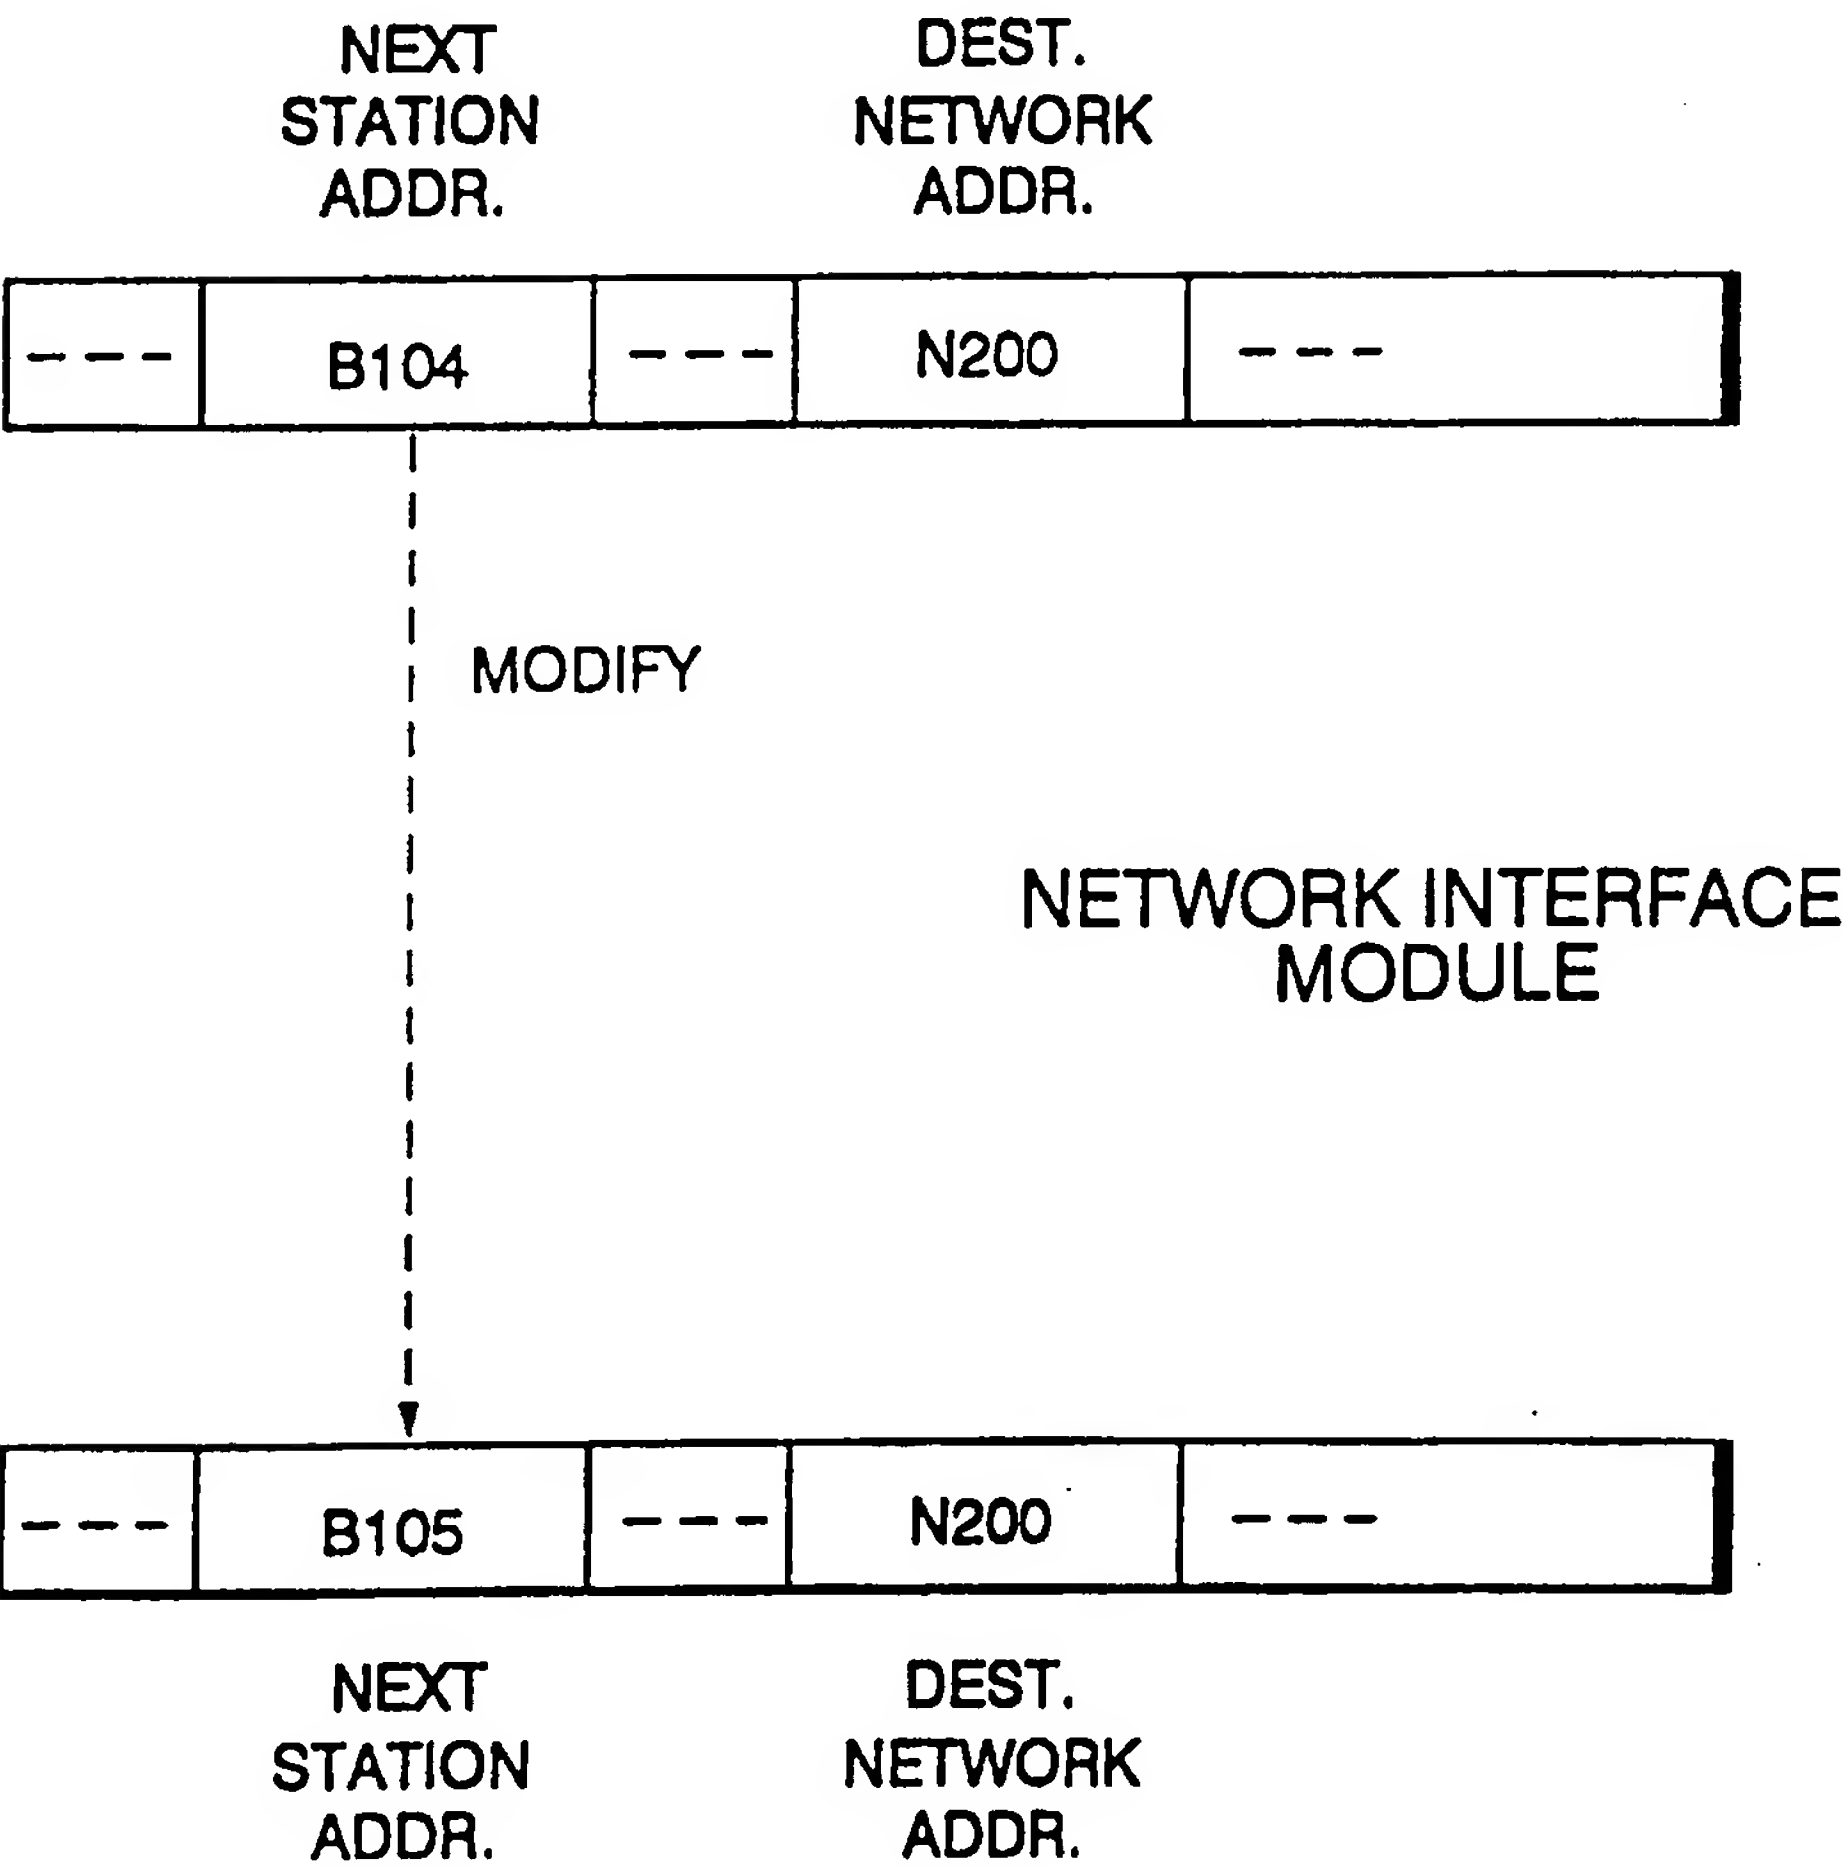 NEXT
STATION
ADDR.
DEST.
NETWORK
ADDR.
--- B104 --- N200 ---
MODIFY
NETWORK INTERFACE
MODULE
--- B105 --- N200 ---
NEXT
STATION
ADDR.
DEST.
NETWORK
ADDR.